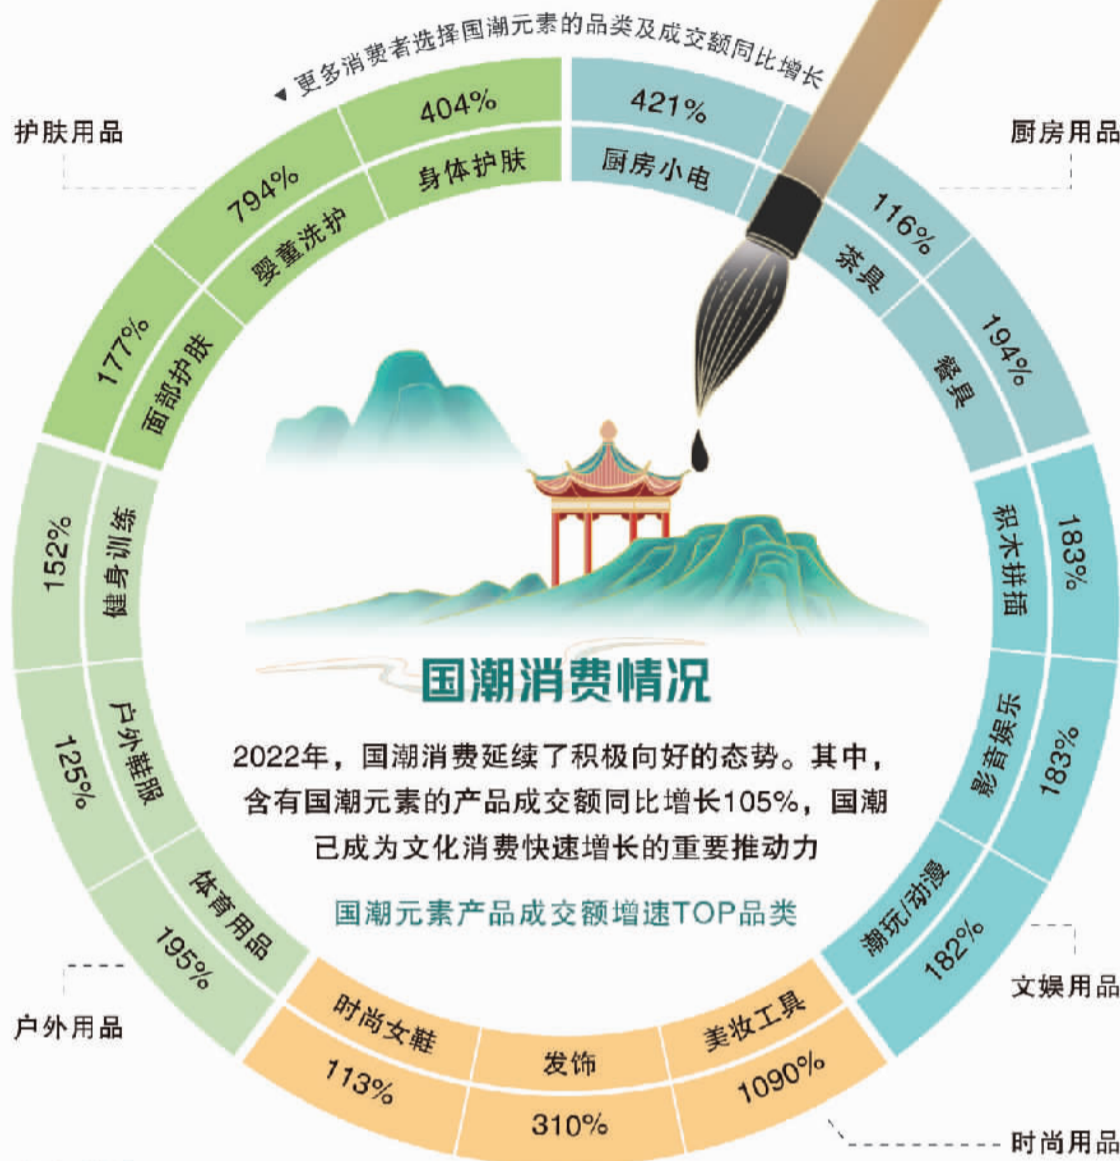 更多消费者选择国潮元素的品类及成交额同比增长
护肤用品
404%
身体护肤
794%
婴童洗护
177%
面部护肤
厨房用品
421%
厨房小电
116%
茶具
194%
餐具
183%
积木拼插
183%
影音娱乐
182%
潮玩/动漫
文娱用品
152%
健身训练
125%
户外鞋服
195%
体育用品
户外用品
国潮消费情况
2022年，国潮消费延续了积极向好的态势。其中，
含有国潮元素的产品成交额同比增长105%，国潮
已成为文化消费快速增长的重要推动力
国潮元素产品成交额增速TOP品类
时尚女鞋
113%
发饰
310%
美妆工具
1090%
时尚用品